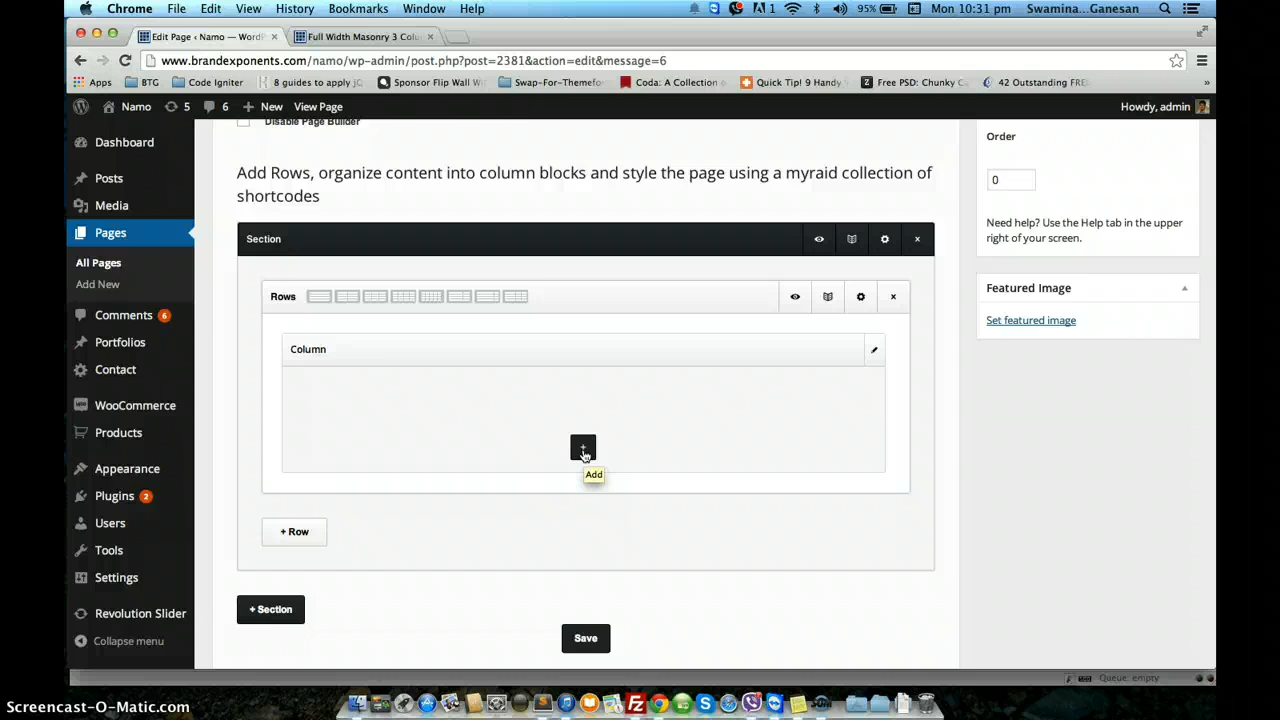 Chrome File Edit View History Bookmarks Window Help 1 95% Mon 10:31 pm Swamina...Ganesan
Edit Page ‹ Namo — WordP × Full Width Masonry 3 Colu ×
www.brandexponents.com/namo/wp-admin/post.php?post=2381&action=edit&message=6
Apps BTG Code Igniter 8 guides to apply jQ Sponsor Flip Wall Wi Swap-For-Themefor Coda: A Collection o Quick Tip! 9 Handy Free PSD: Chunky Ca 42 Outstanding FRE »
Namo 5 6 + New View Page Howdy, admin
Disable Page Builder
Dashboard
Posts
Media
Pages
All Pages
Add New
Comments 6
Portfolios
Contact
WooCommerce
Products
Appearance
Plugins 2
Users
Tools
Settings
Revolution Slider
Collapse menu
Add Rows, organize content into column blocks and style the page using a myraid collection of
shortcodes
Section ×
Rows ×
Column
+
Add
+ Row
+ Section
Save
Order
0
Need help? Use the Help tab in the upper
right of your screen.
Featured Image
Set featured image
Queue: empty
Screencast-O-Matic.com